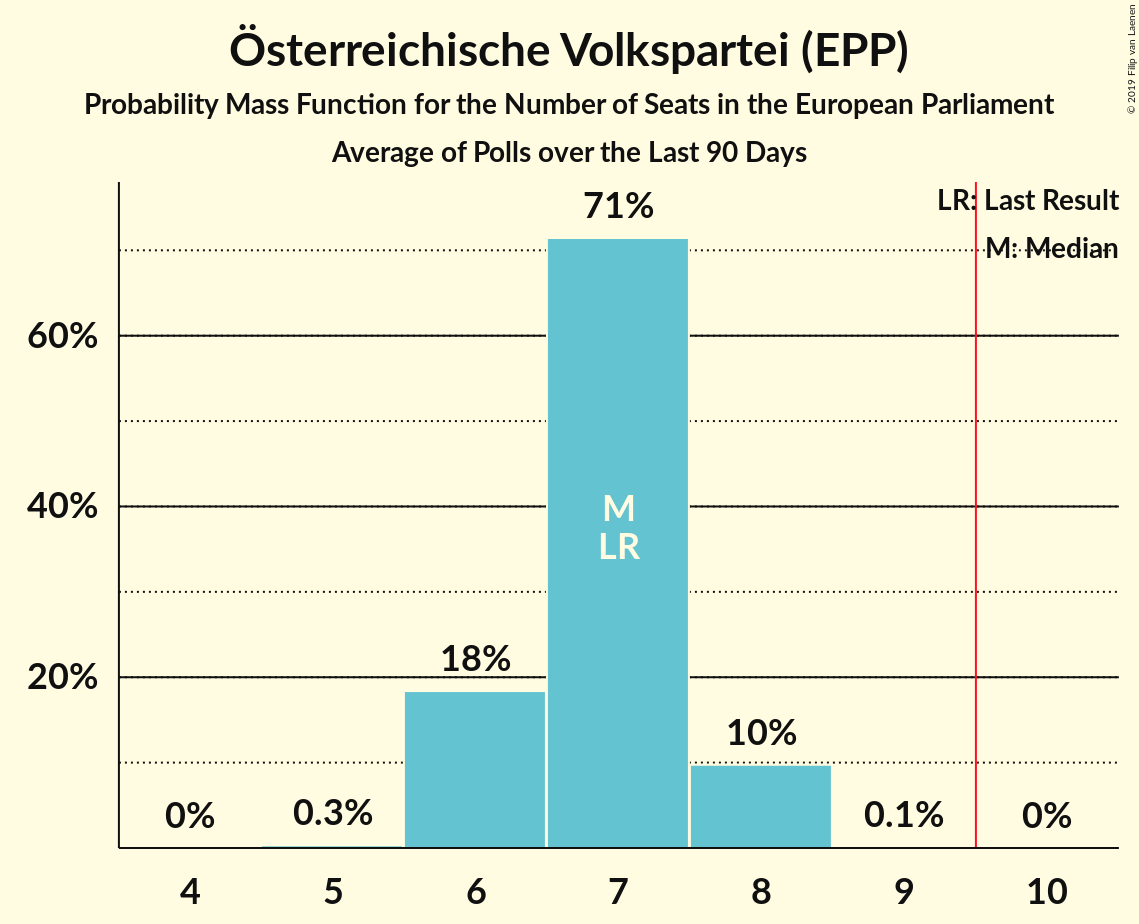 Österreichische Volkspartei (EPP)
Probability Mass Function for the Number of Seats in the European Parliament
Average of Polls over the Last 90 Days
© 2019 Filip van Laenen
LR: Last Result
M: Median
71%
60%
40%
M
LR
18%
20%
10%
0%
0.3%
0.1%
0%
4 5 6 7 8 9 10